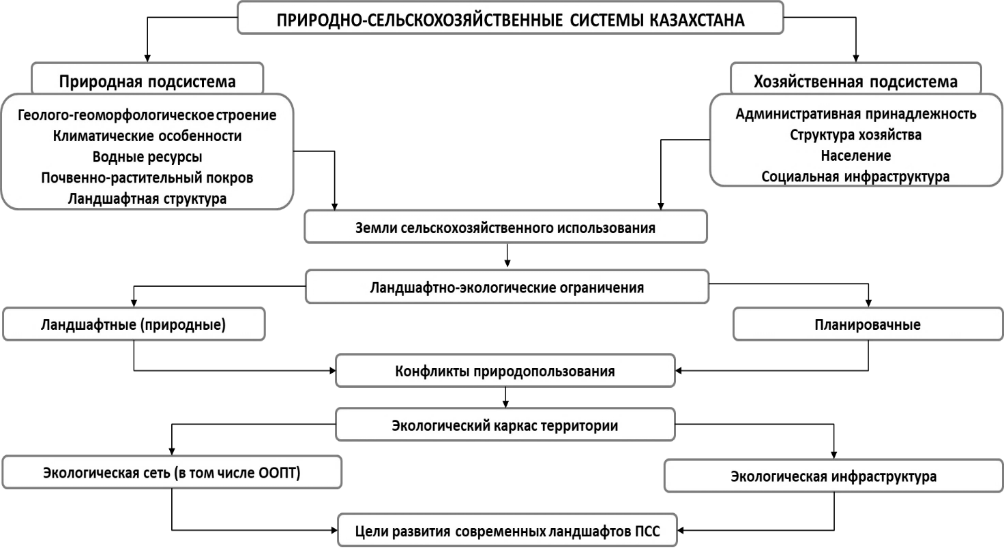 ПРИРОДНО-СЕЛЬСКОХОЗЯЙСТВЕННЫЕ СИСТЕМЫ КАЗАХСТАНА
Природная подсистема
Геолого-геоморфологическое строение
Климатические особенности
Водные ресурсы
Почвенно-растительный покров
Ландшафтная структура
Хозяйственная подсистема
Административная принадлежность
Структура хозяйства
Население
Социальная инфраструктура
Земли сельскохозяйственного использования
Ландшафтно-экологические ограничения
Ландшафтные (природные)
Планировачные
Конфликты природопользования
Экологический каркас территории
Экологическая сеть (в том числе ООПТ)
Экологическая инфраструктура
Цели развития современных ландшафтов ПСС